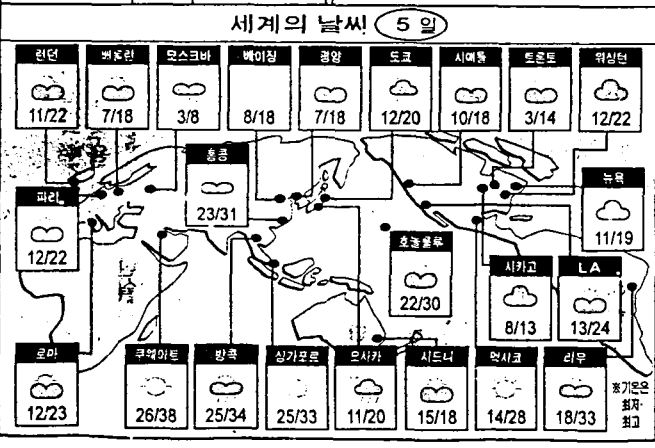 세계의 날씨 5일
런던
11/22
베를린
7/18
모스크바
3/8
베이징
8/18
평양
7/18
도쿄
12/20
시애틀
10/18
토론토
3/14
워싱턴
12/22
홍콩
23/31
파리
12/22
뉴욕
11/19
호놀룰루
22/30
시카고
8/13
LA
13/24
로마
12/23
쿠웨이트
26/38
방콕
25/34
싱가포르
25/33
오사카
11/20
시드니
15/18
멕시코
14/28
리우
18/33
※기온은
최저·
최고